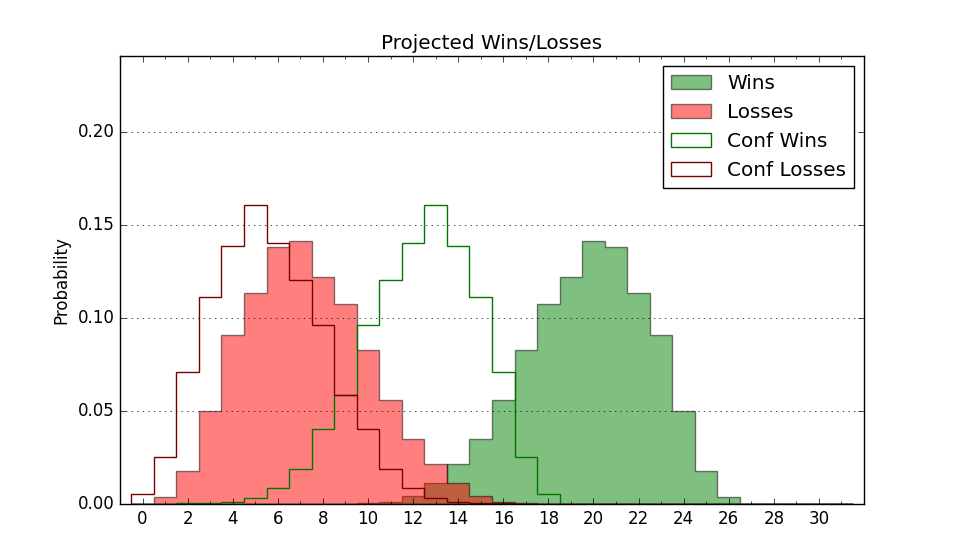 Projected Wins/Losses
Wins
Losses
Conf Wins
Conf Losses
Probability
0.20
0.15
0.10
0.05
0.00
0 2 4 6 8 10 12 14 16 18 20 22 24 26 28 30